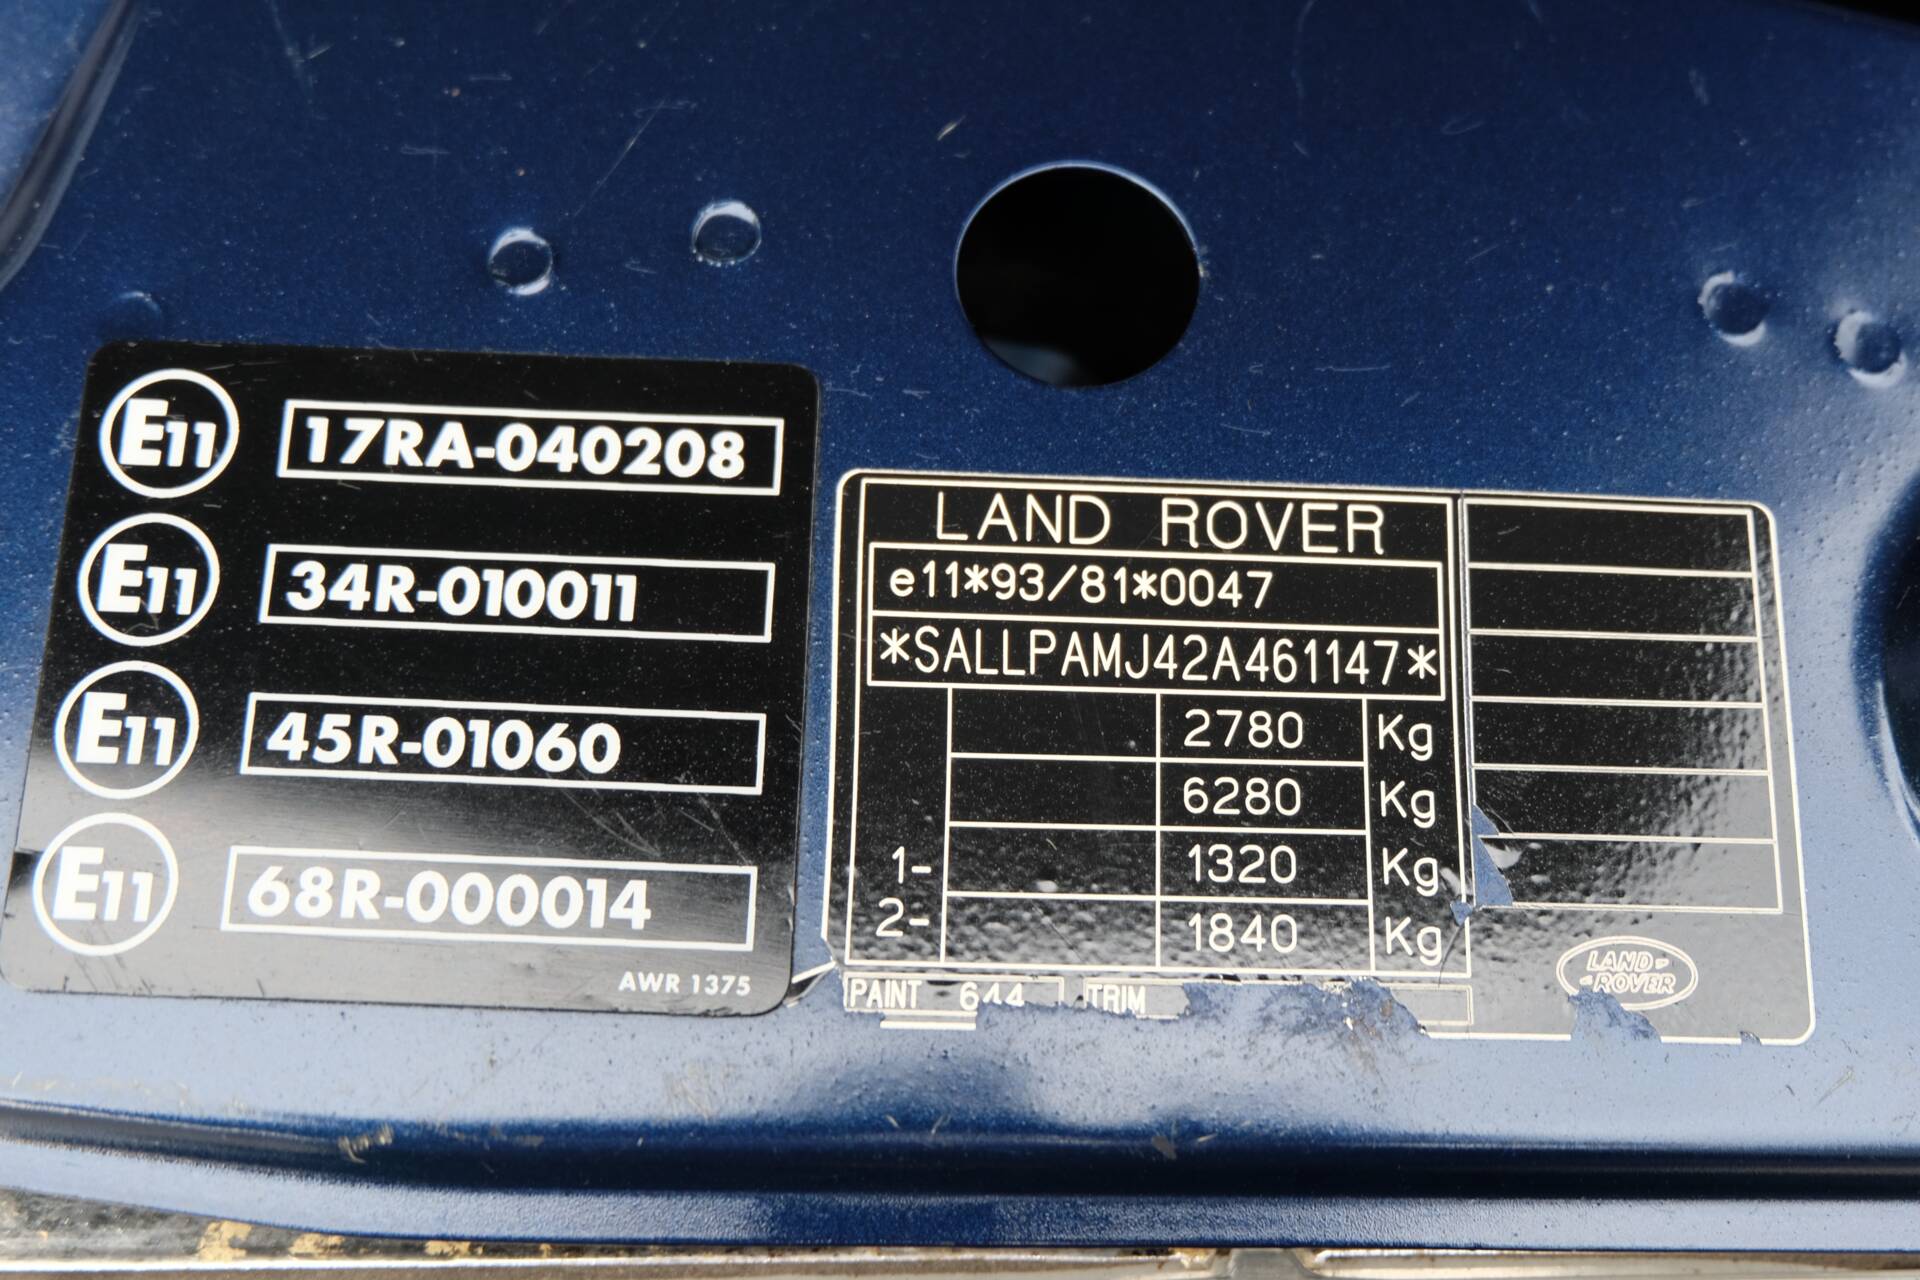 E11 17RA-040208
E11 34R-010011
E11 45R-01060
E11 68R-000014
AWR 1375
LAND ROVER
e11*93/81*0047
*SALLPAMJ42A461147*
2780 Kg
6280 Kg
1- 1320 Kg
2- 1840 Kg
PAINT 644 TRIM
LAND
ROVER